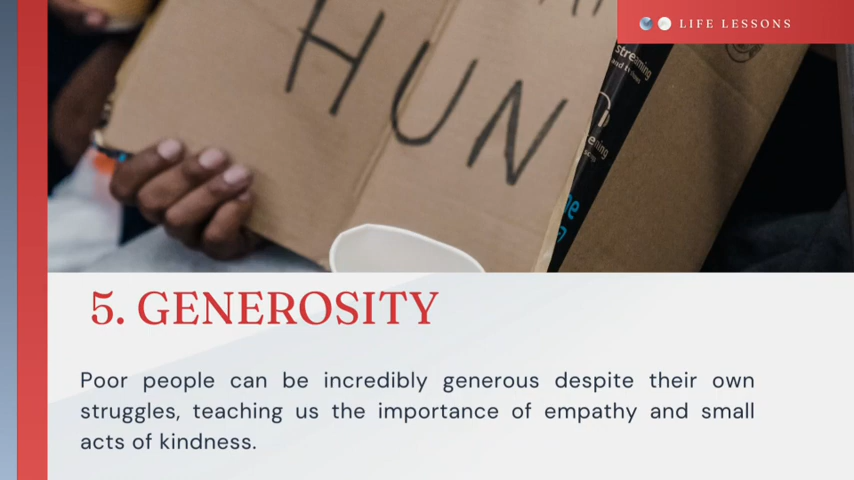 LIFE LESSONS
HUN
streaming
5. GENEROSITY
Poor people can be incredibly generous despite their own
struggles, teaching us the importance of empathy and small
acts of kindness.